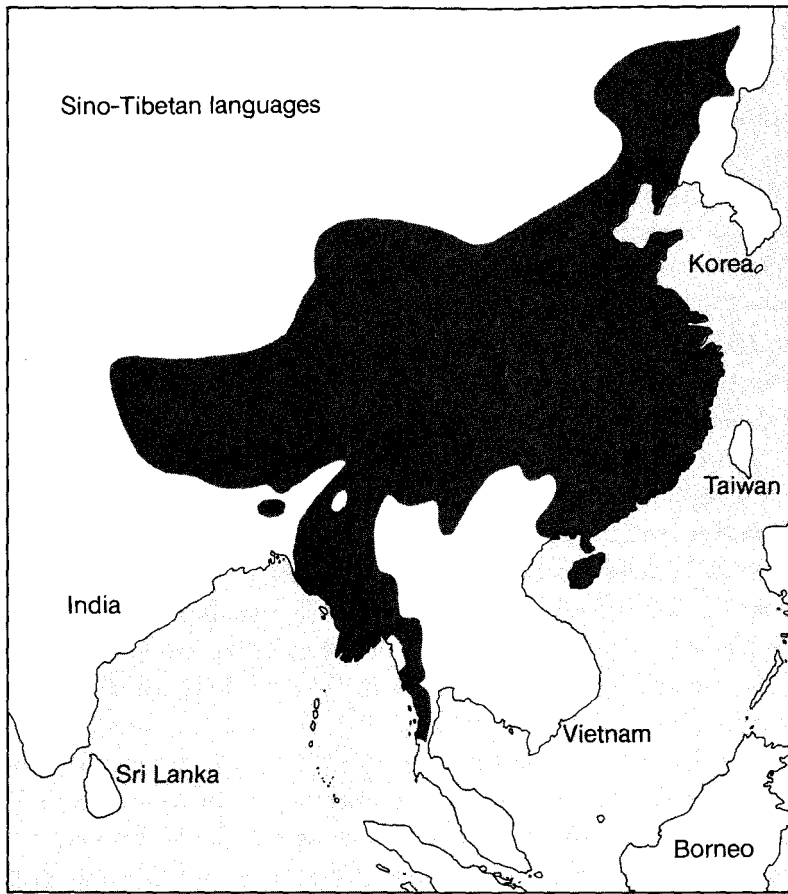 Sino-Tibetan languages
Korea
Taiwan
India
Vietnam
Sri Lanka
Borneo